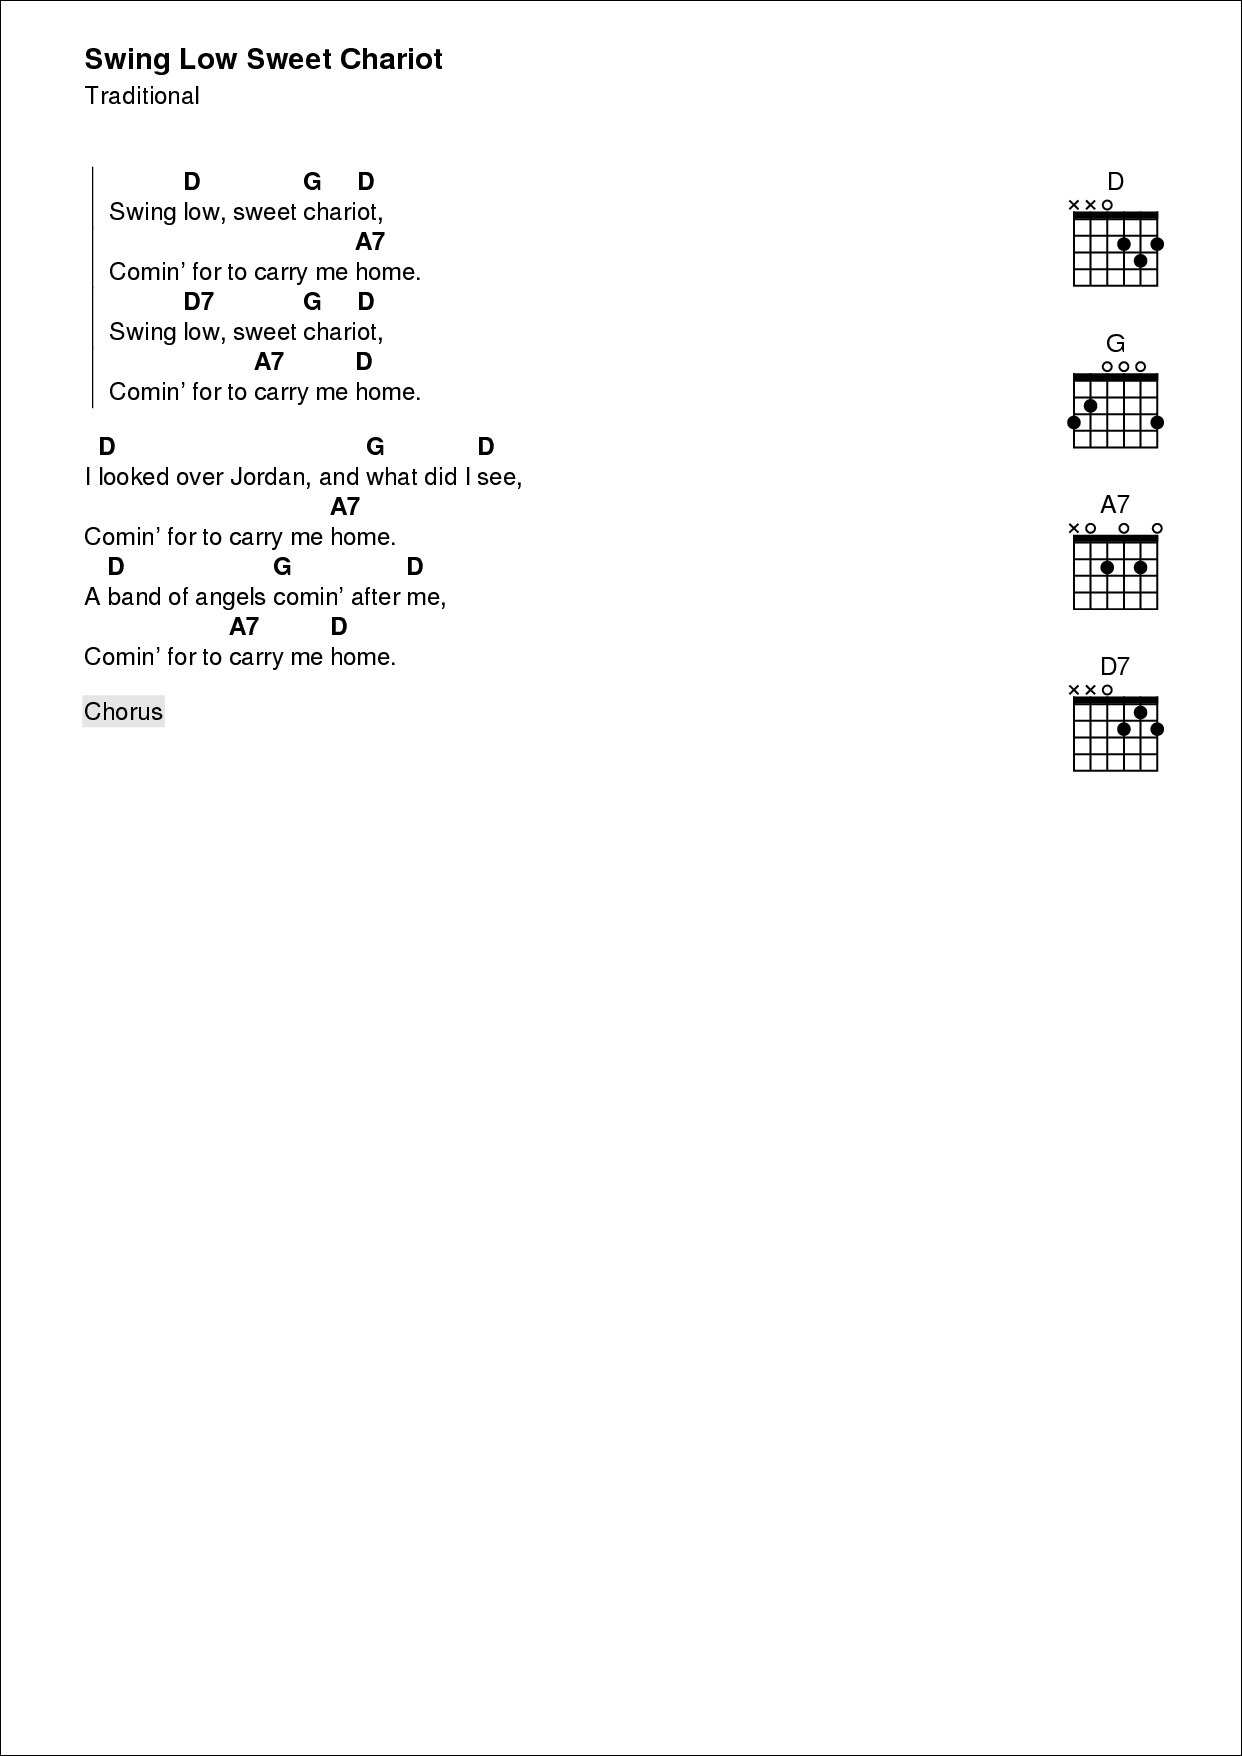 Swing Low Sweet Chariot
Traditional
D G D
Swing low, sweet chariot,
A7
Comin' for to carry me home.
D7 G D
Swing low, sweet chariot,
A7 D
Comin' for to carry me home.
D G D
I looked over Jordan, and what did I see,
A7
Comin' for to carry me home.
D G D
A band of angels comin' after me,
A7 D
Comin' for to carry me home.
Chorus
D
G
A7
D7